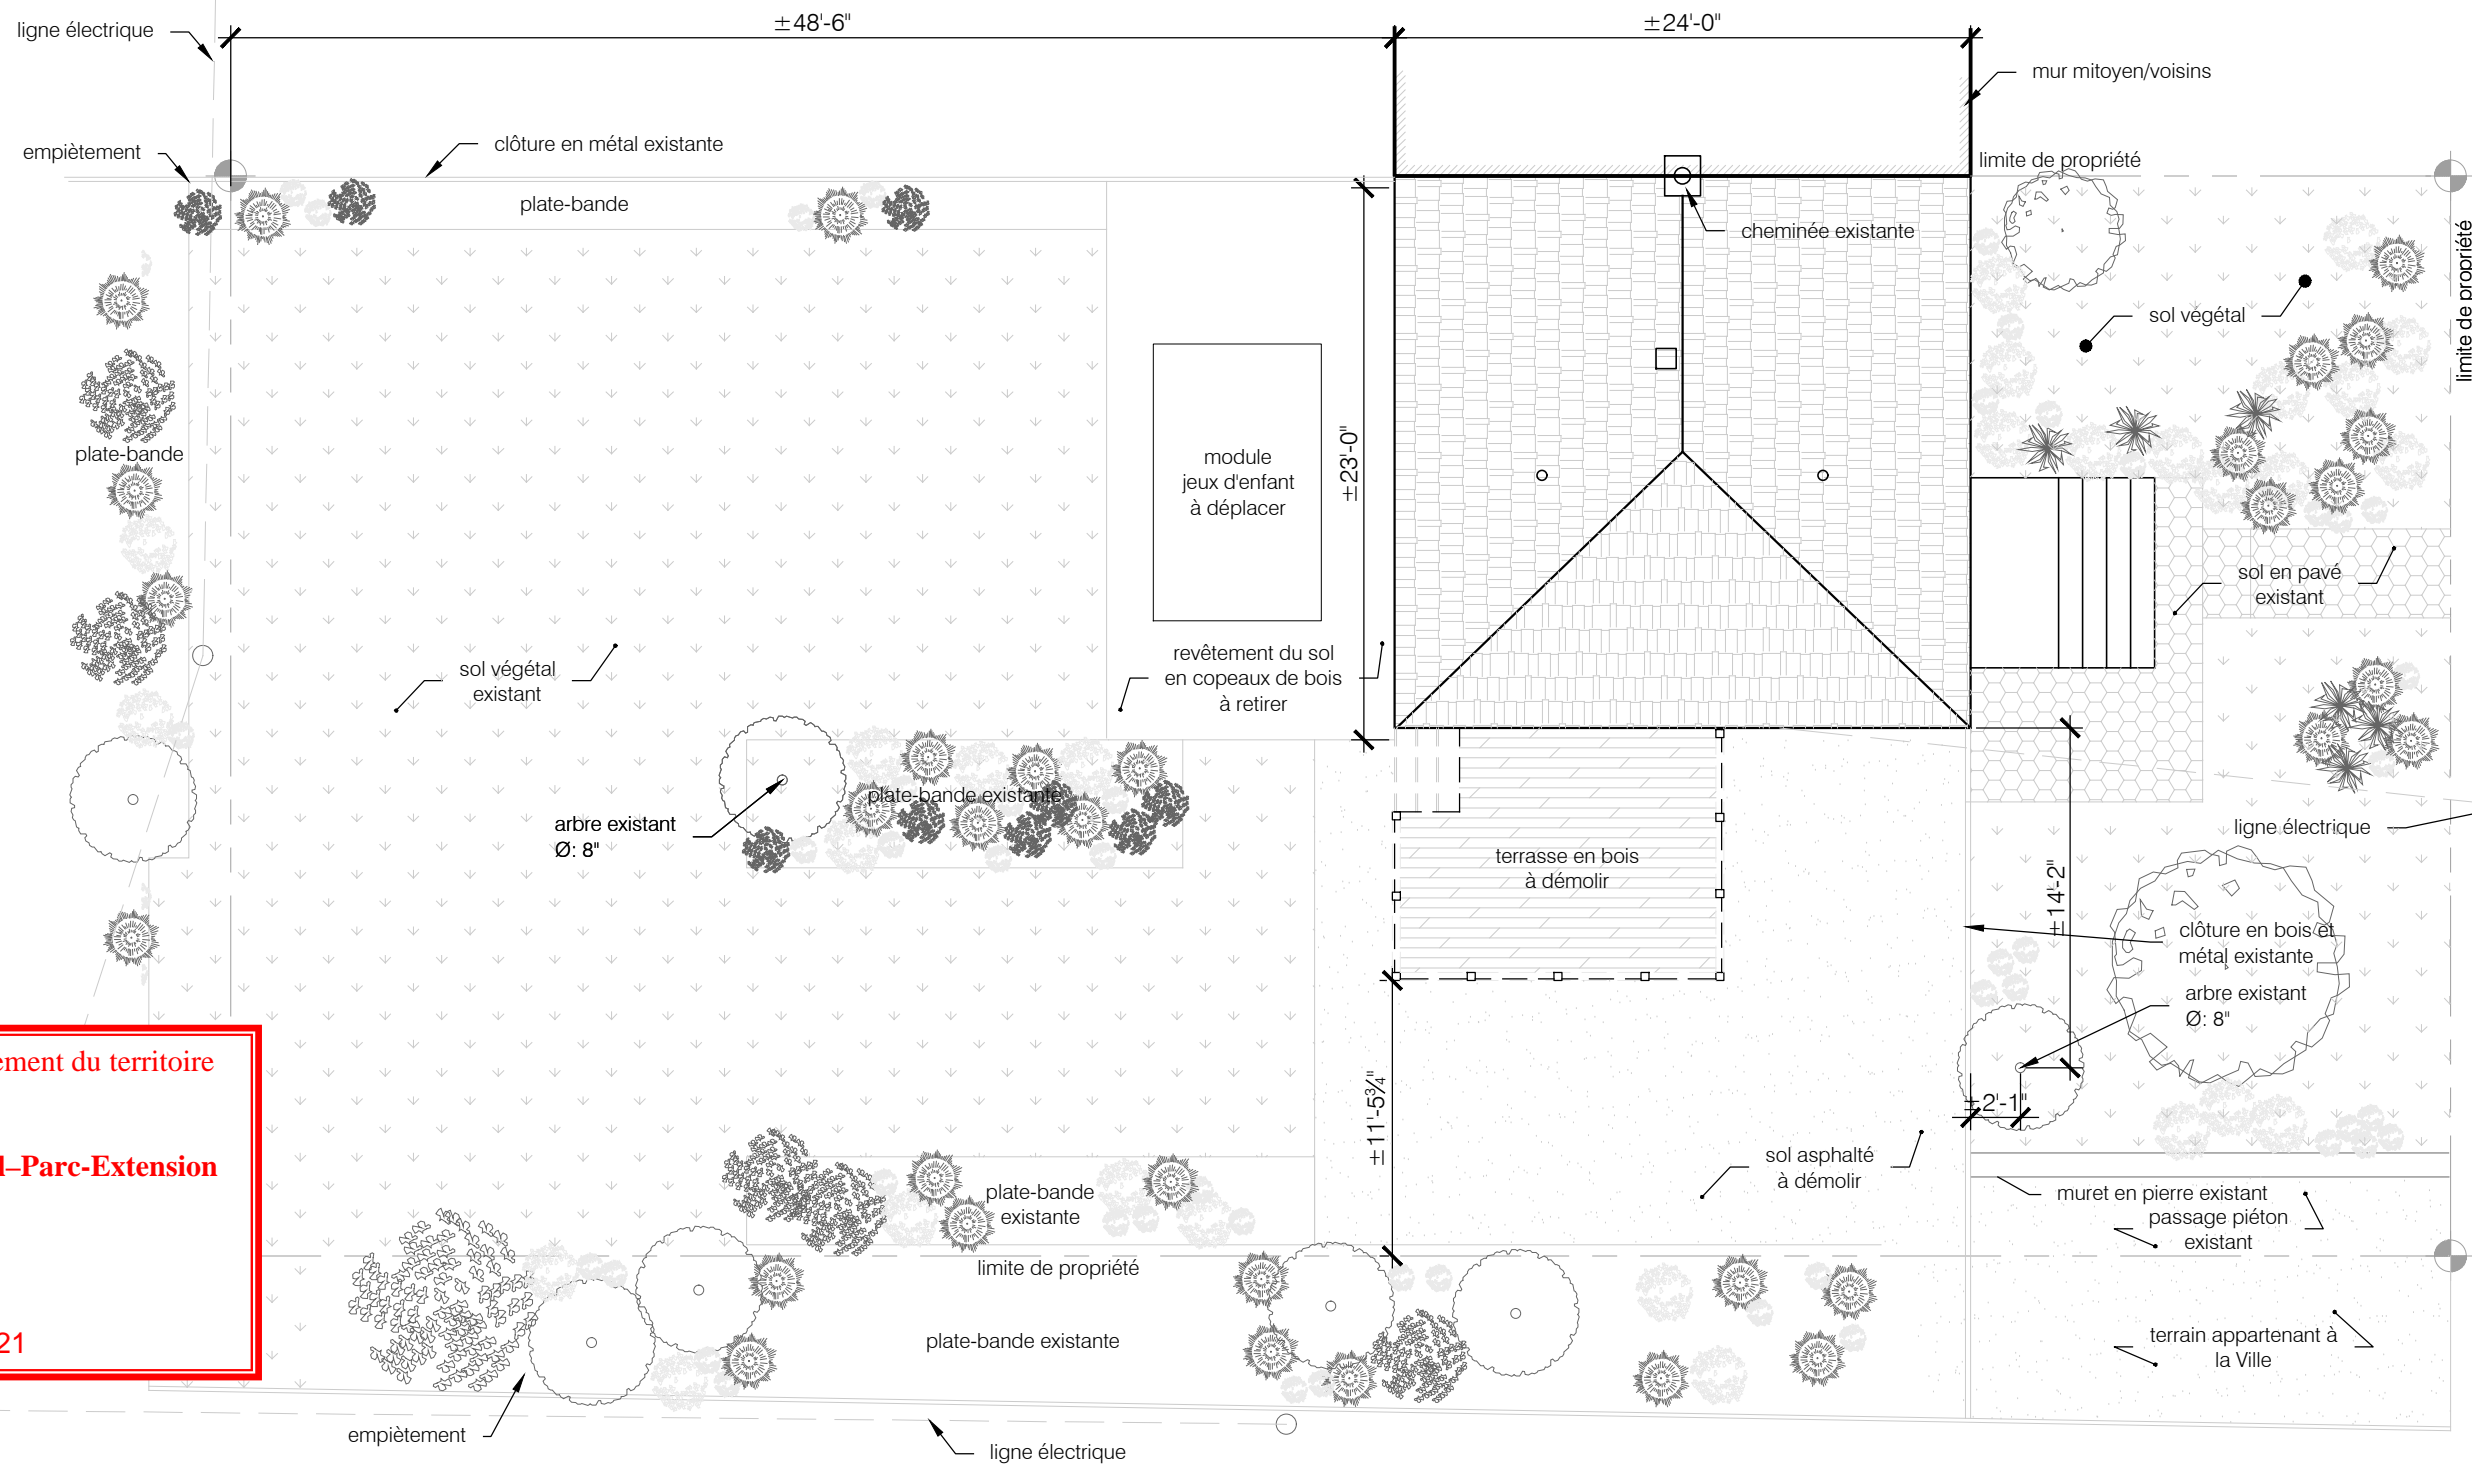 ±48'-6"
±24'-0"
ligne électrique
mur mitoyen/voisins
clôture en métal existante
empiètement
limite de propriété
plate-bande
cheminée existante
limite de propriété
sol végétal
±23'-0"
plate-bande
module
jeux d'enfant
à déplacer
sol en pavé
existant
sol végétal
existant
revêtement du sol
en copeaux de bois
à retirer
plate-bande existante
arbre existant
Ø: 8"
ligne électrique
terrasse en bois
à démolir
±14'-2"
clôture en bois et
métal existante
arbre existant
Ø: 8"
ement du territoire
±2'-1"
±11'-5¾"
l–Parc-Extension
sol asphalté
à démolir
plate-bande
existante
muret en pierre existant
passage piéton
existant
limite de propriété
21
plate-bande existante
terrain appartenant à
la Ville
empiètement
ligne électrique